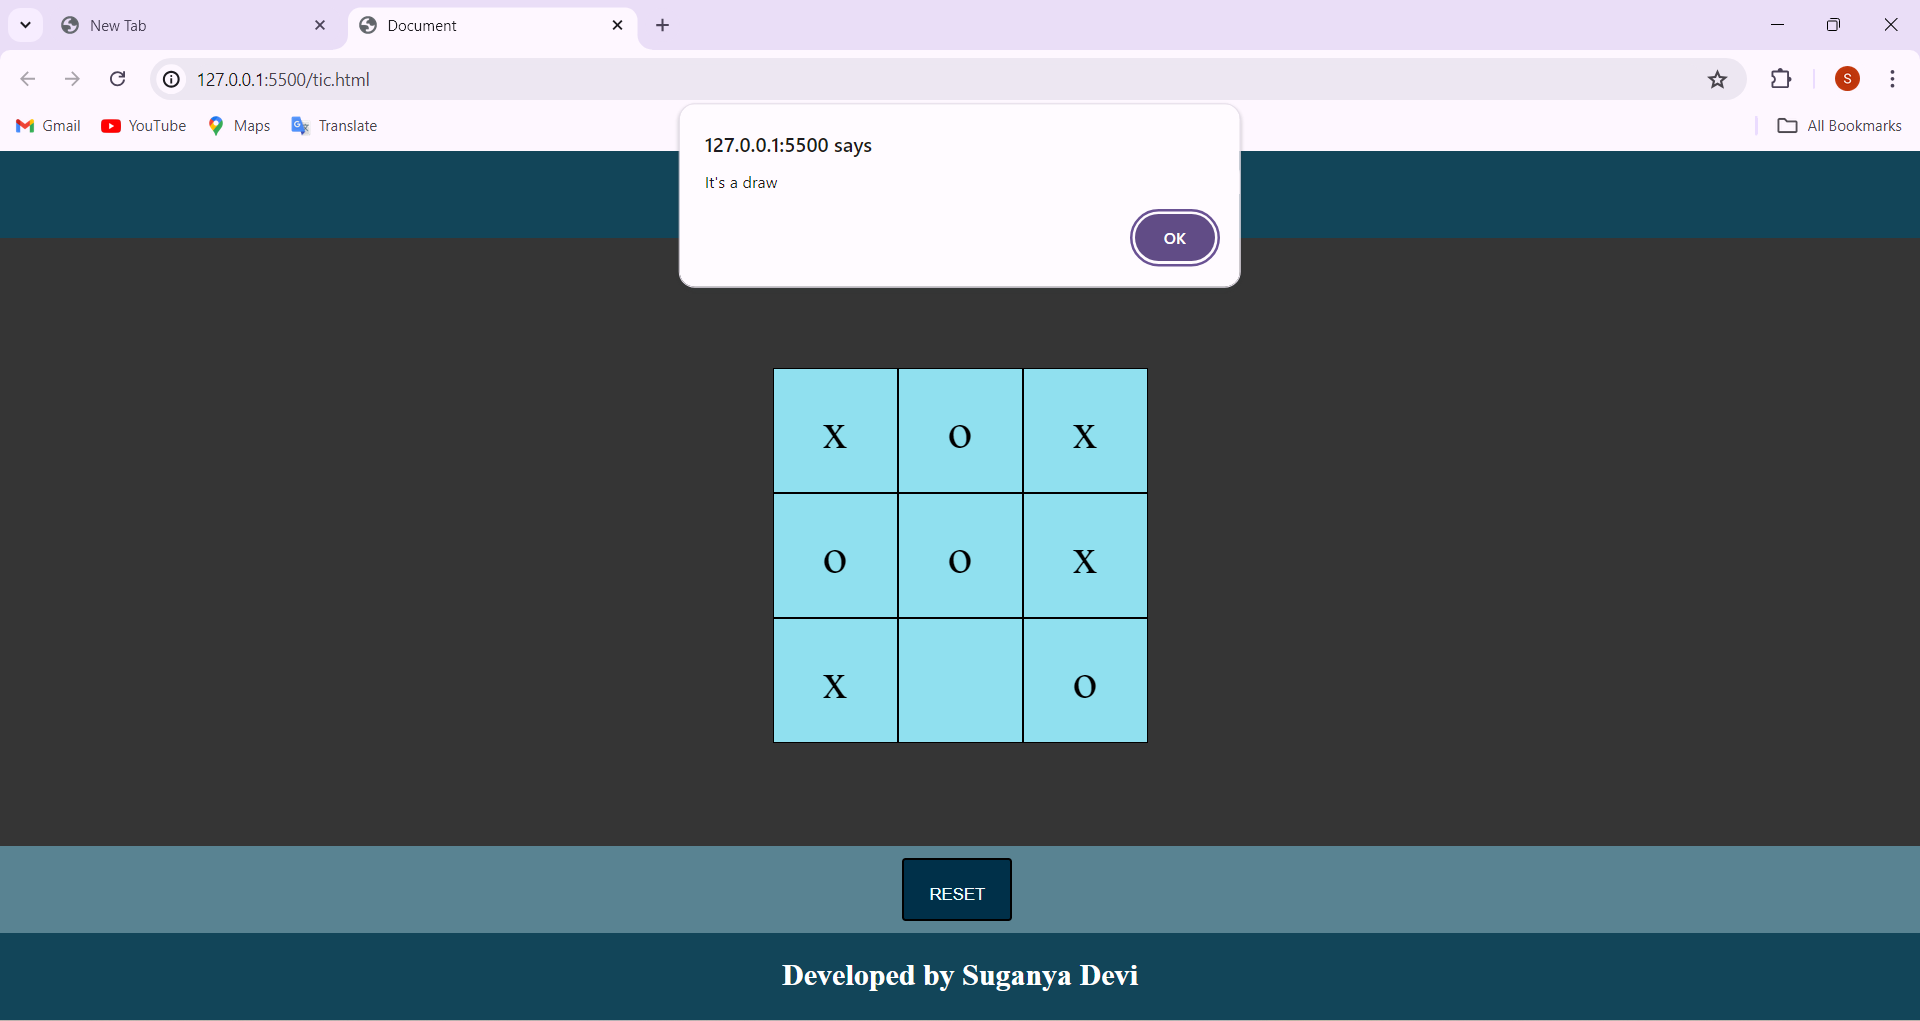 New Tab
Document
127.0.0.1:5500/tic.html
S
Gmail
YouTube
Maps
Translate
All Bookmarks
127.0.0.1:5500 says
It's a draw
OK
x o x
o o x
x o
RESET
Developed by Suganya Devi